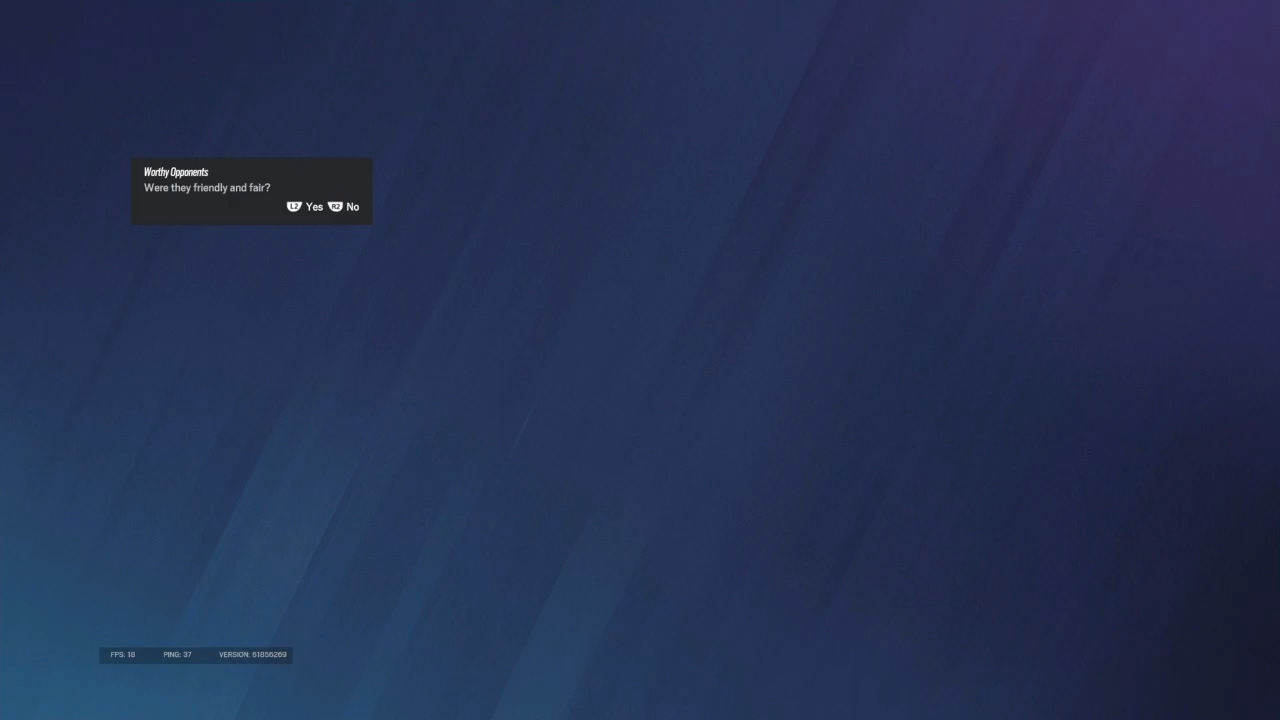 Worthy Opponents
Were they friendly and fair?
L2 Yes R2 No
FPS: 18 PING: 37 VERSION: 61856269